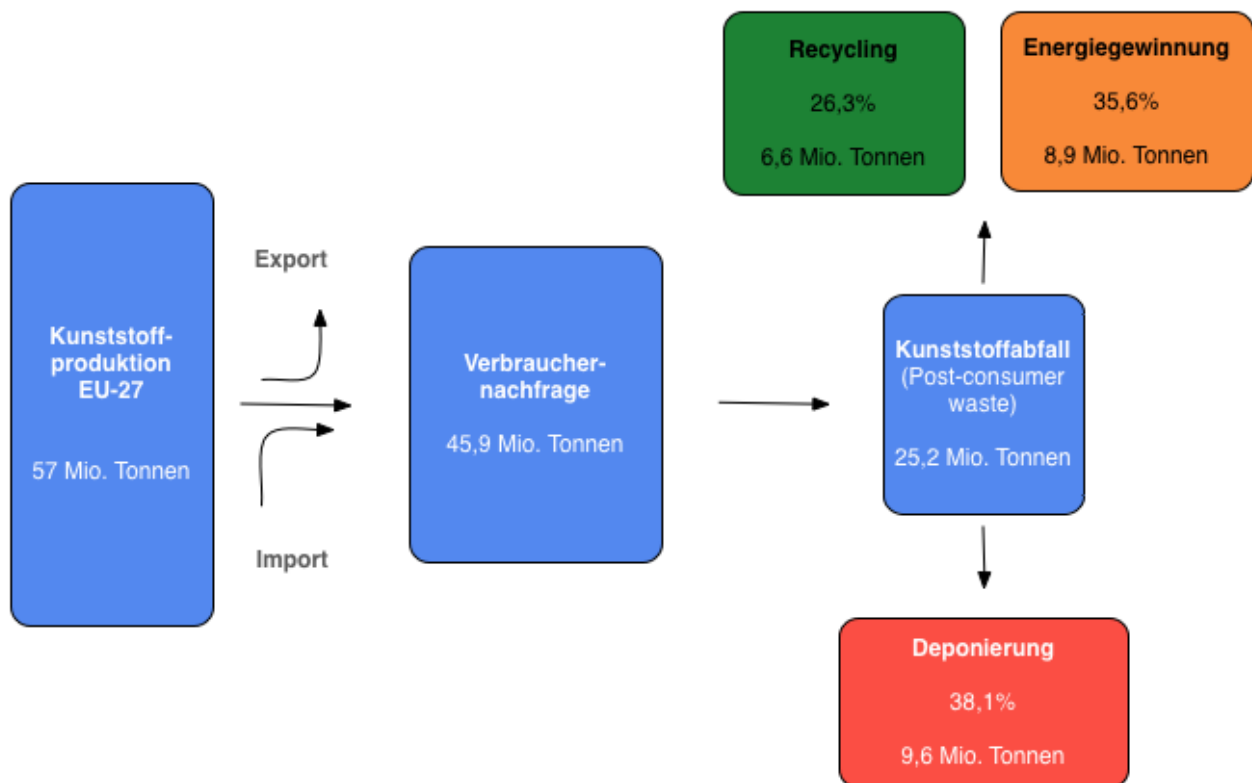 Kunststoff-
produktion
EU-27
57 Mio. Tonnen
Export
Import
Verbraucher-
nachfrage
45,9 Mio. Tonnen
Kunststoffabfall
(Post-consumer
waste)
25,2 Mio. Tonnen
Recycling
26,3%
6,6 Mio. Tonnen
Energiegewinnung
35,6%
8,9 Mio. Tonnen
Deponierung
38,1%
9,6 Mio. Tonnen